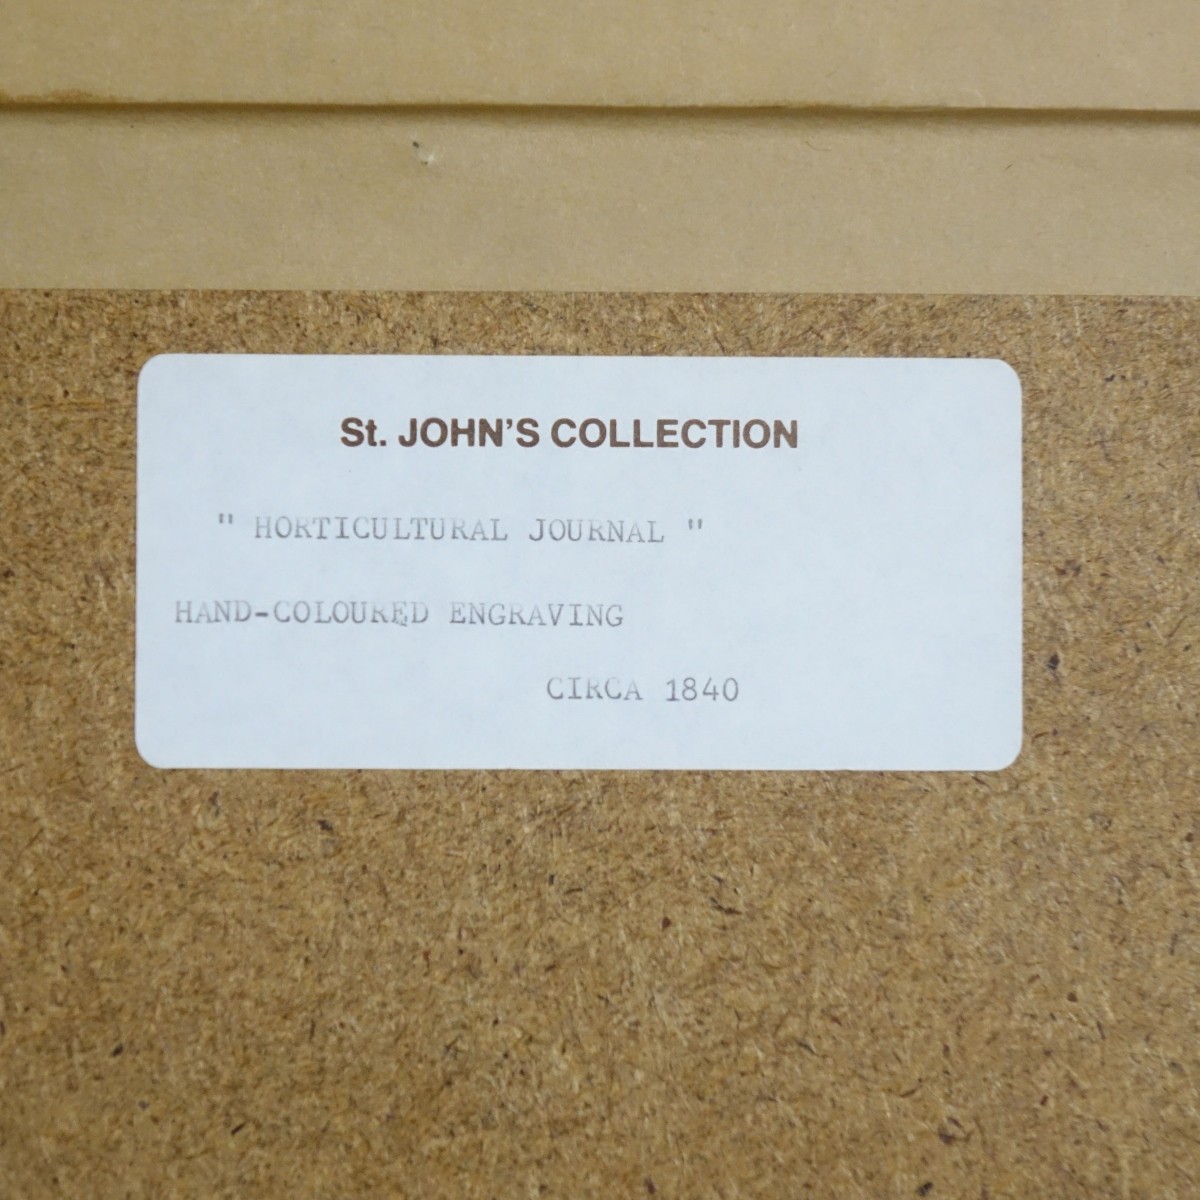 St. JOHN'S COLLECTION
" HORTICULTURAL JOURNAL "
HAND-COLOURED ENGRAVING
CIRCA 1840